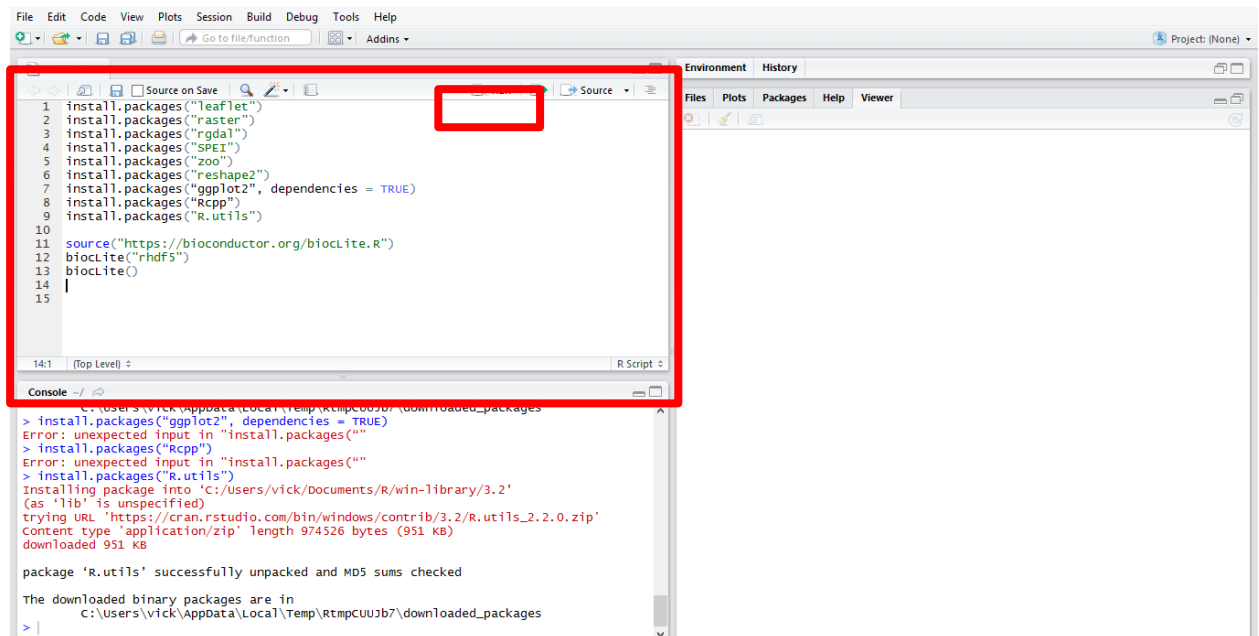 File Edit Code View Plots Session Build Debug Tools Help
Go to file/function Addins Project: (None)
Source on Save Run Source
1 install.packages("leaflet")
2 install.packages("raster")
3 install.packages("rgdal")
4 install.packages("SPEI")
5 install.packages("zoo")
6 install.packages("reshape2")
7 install.packages(“ggplot2", dependencies = TRUE)
8 install.packages(“Rcpp")
9 install.packages("R.utils")
10
11 source("https://bioconductor.org/biocLite.R")
12 biocLite("rhdf5")
13 biocLite()
14
15
14:1 (Top Level) R Script
Console ~/
C:\Users\vick\AppData\Local\Temp\RtmpCUUJb7\downloaded_packages
> install.packages(“ggplot2", dependencies = TRUE)
Error: unexpected input in "install.packages(“"
> install.packages(“Rcpp")
Error: unexpected input in "install.packages(“"
> install.packages("R.utils")
Installing package into ‘C:/Users/vick/Documents/R/win-library/3.2’
(as ‘lib’ is unspecified)
trying URL 'https://cran.rstudio.com/bin/windows/contrib/3.2/R.utils_2.2.0.zip'
Content type 'application/zip' length 974526 bytes (951 KB)
downloaded 951 KB
package ‘R.utils’ successfully unpacked and MD5 sums checked
The downloaded binary packages are in
C:\Users\vick\AppData\Local\Temp\RtmpCUUJb7\downloaded_packages
>
Environment History
Files Plots Packages Help Viewer